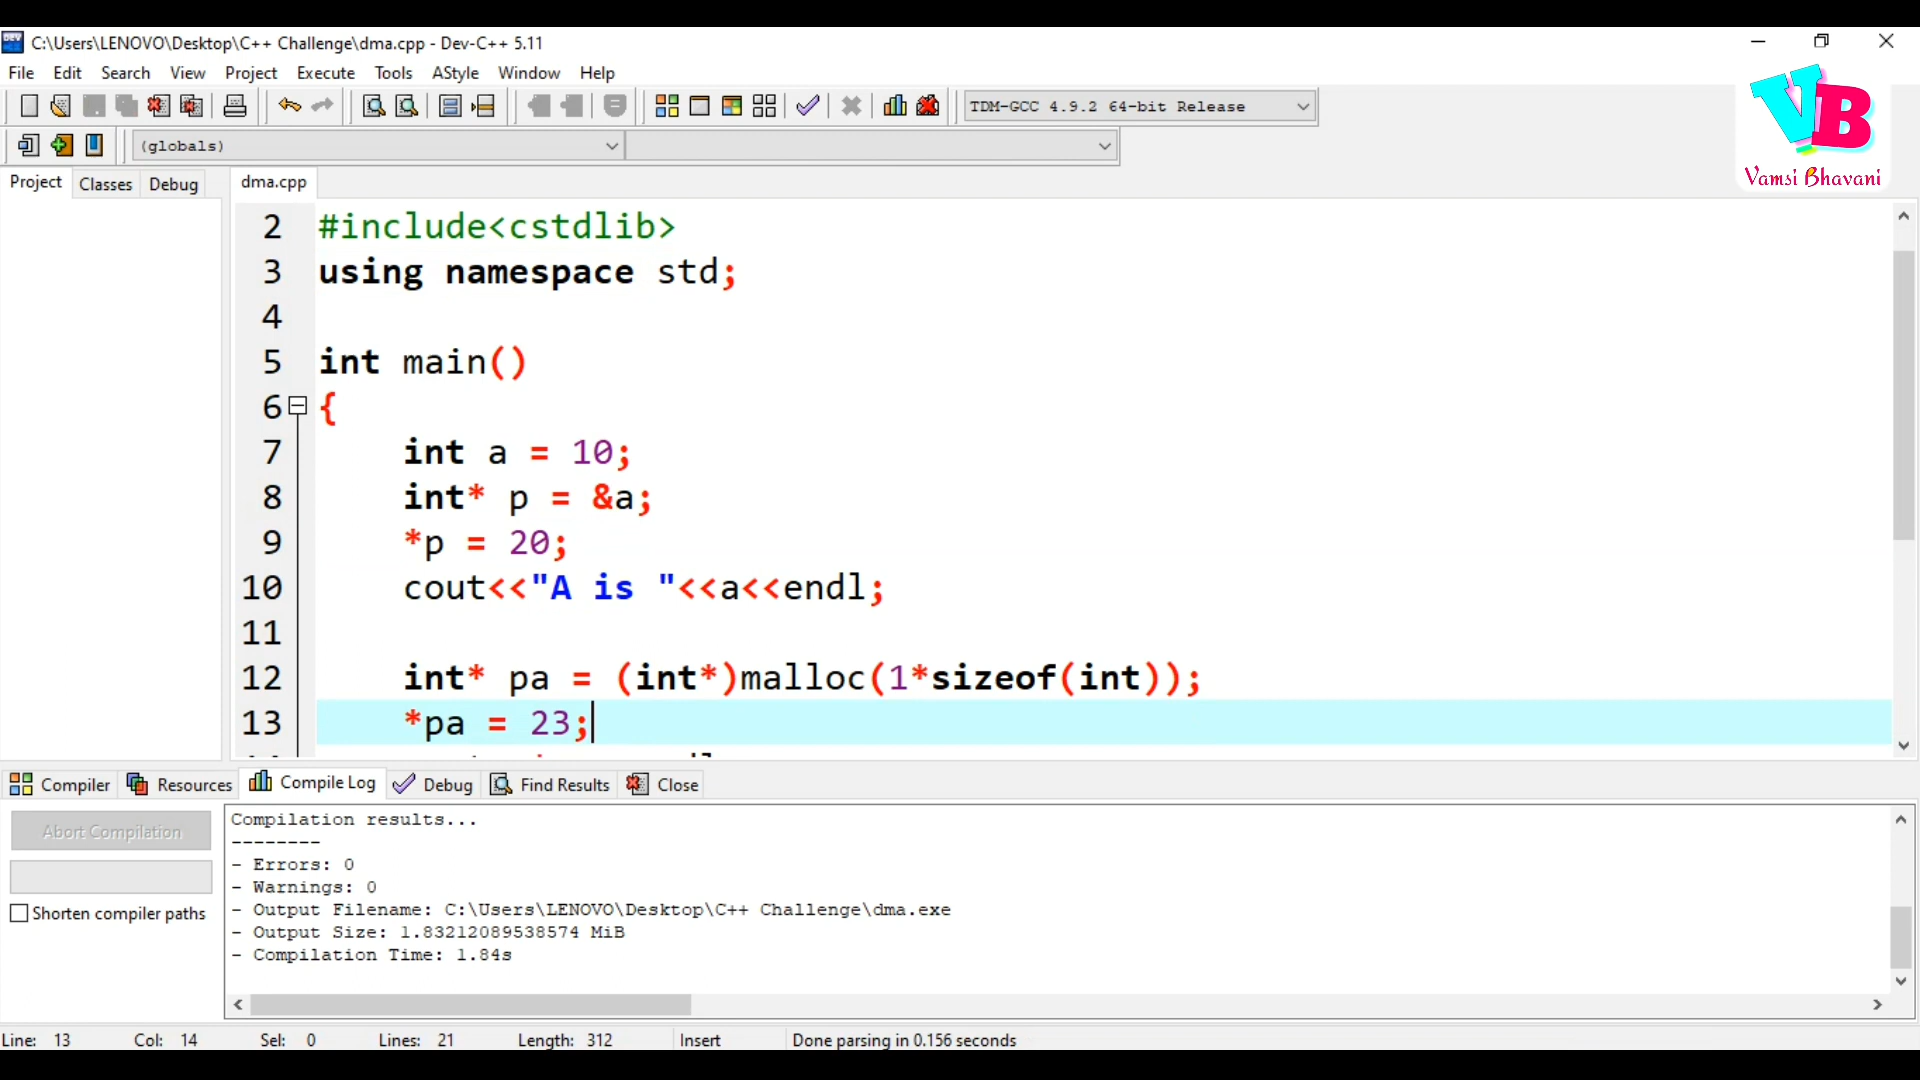 C:\Users\LENOVO\Desktop\C++ Challenge\dma.cpp - Dev-C++ 5.11
File Edit Search View Project Execute Tools AStyle Window Help
TDM-GCC 4.9.2 64-bit Release
(globals)
VB
Vamsi Bhavani
Project Classes Debug
dma.cpp
2 #include<cstdlib>
3 using namespace std;
4
5 int main()
6 {
7 int a = 10;
8 int* p = &a;
9 *p = 20;
10 cout<<"A is "<<a<<endl;
11
12 int* pa = (int*)malloc(1*sizeof(int));
13 *pa = 23;
Compiler Resources Compile Log Debug Find Results Close
Abort Compilation
Shorten compiler paths
Compilation results...
--------
- Errors: 0
- Warnings: 0
- Output Filename: C:\Users\LENOVO\Desktop\C++ Challenge\dma.exe
- Output Size: 1.83212089538574 MiB
- Compilation Time: 1.84s
Line: 13 Col: 14 Sel: 0 Lines: 21 Length: 312 Insert Done parsing in 0.156 seconds